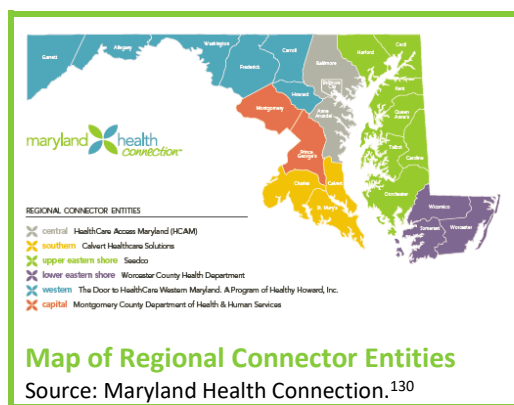 Garrett
Allegany
Washington
Frederick
Carroll
Baltimore
Baltimore City
Harford
Cecil
Kent
Howard
Montgomery
Anne Arundel
Queen Anne's
Talbot
Caroline
Prince George's
Charles
Calvert
St. Mary's
Dorchester
Wicomico
Somerset
Worcester
maryland health
connection
REGIONAL CONNECTOR ENTITIES
central HealthCare Access Maryland (HCAM)
southern Calvert Healthcare Solutions
upper eastern shore Seedco
lower eastern shore Worcester County Health Department
western The Door to HealthCare Western Maryland. A Program of Healthy Howard, Inc.
capital Montgomery County Department of Health & Human Services
Map of Regional Connector Entities
Source: Maryland Health Connection.130